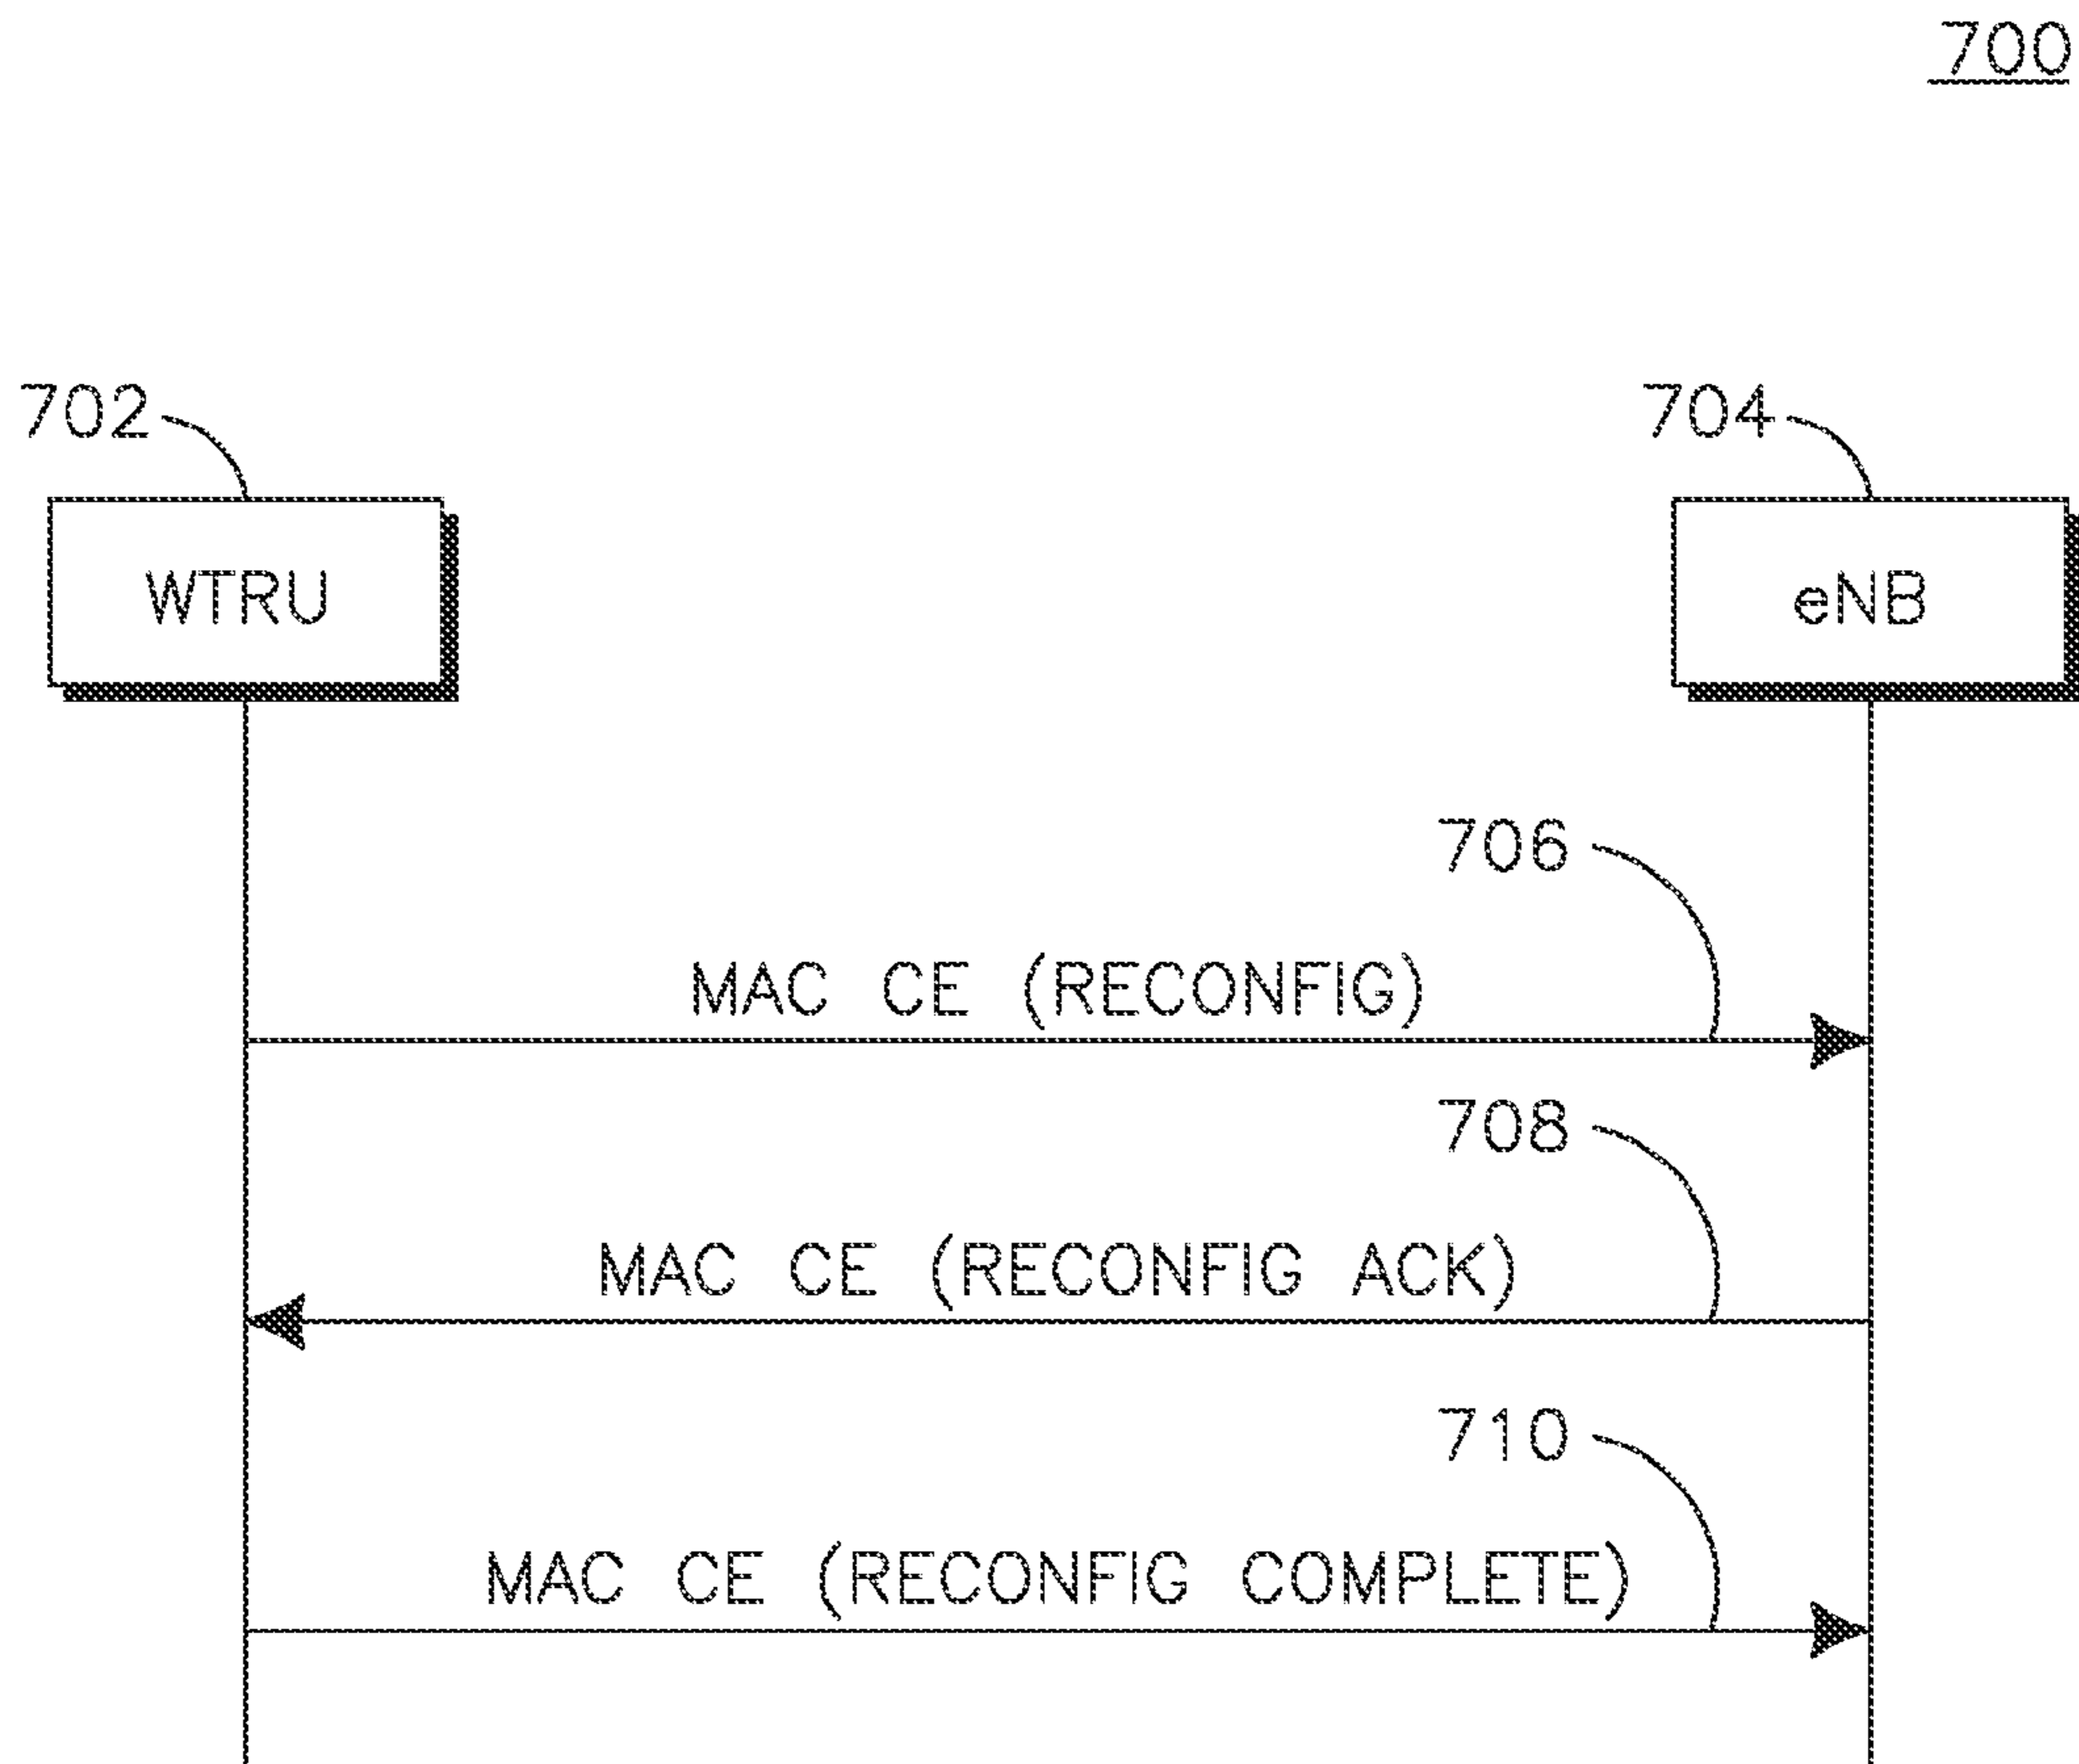 700
702
704
WTRU
eNB
706
MAC CE (RECONFIG)
708
MAC CE (RECONFIG ACK)
710
MAC CE (RECONFIG COMPLETE)